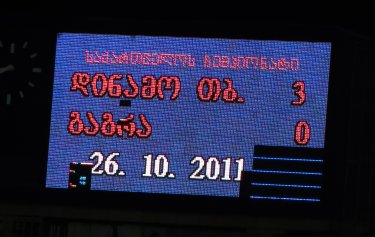 საქართველოს ჩემპიონატი
დინამო თბ. 3
გაგრა 0
26. 10. 2011